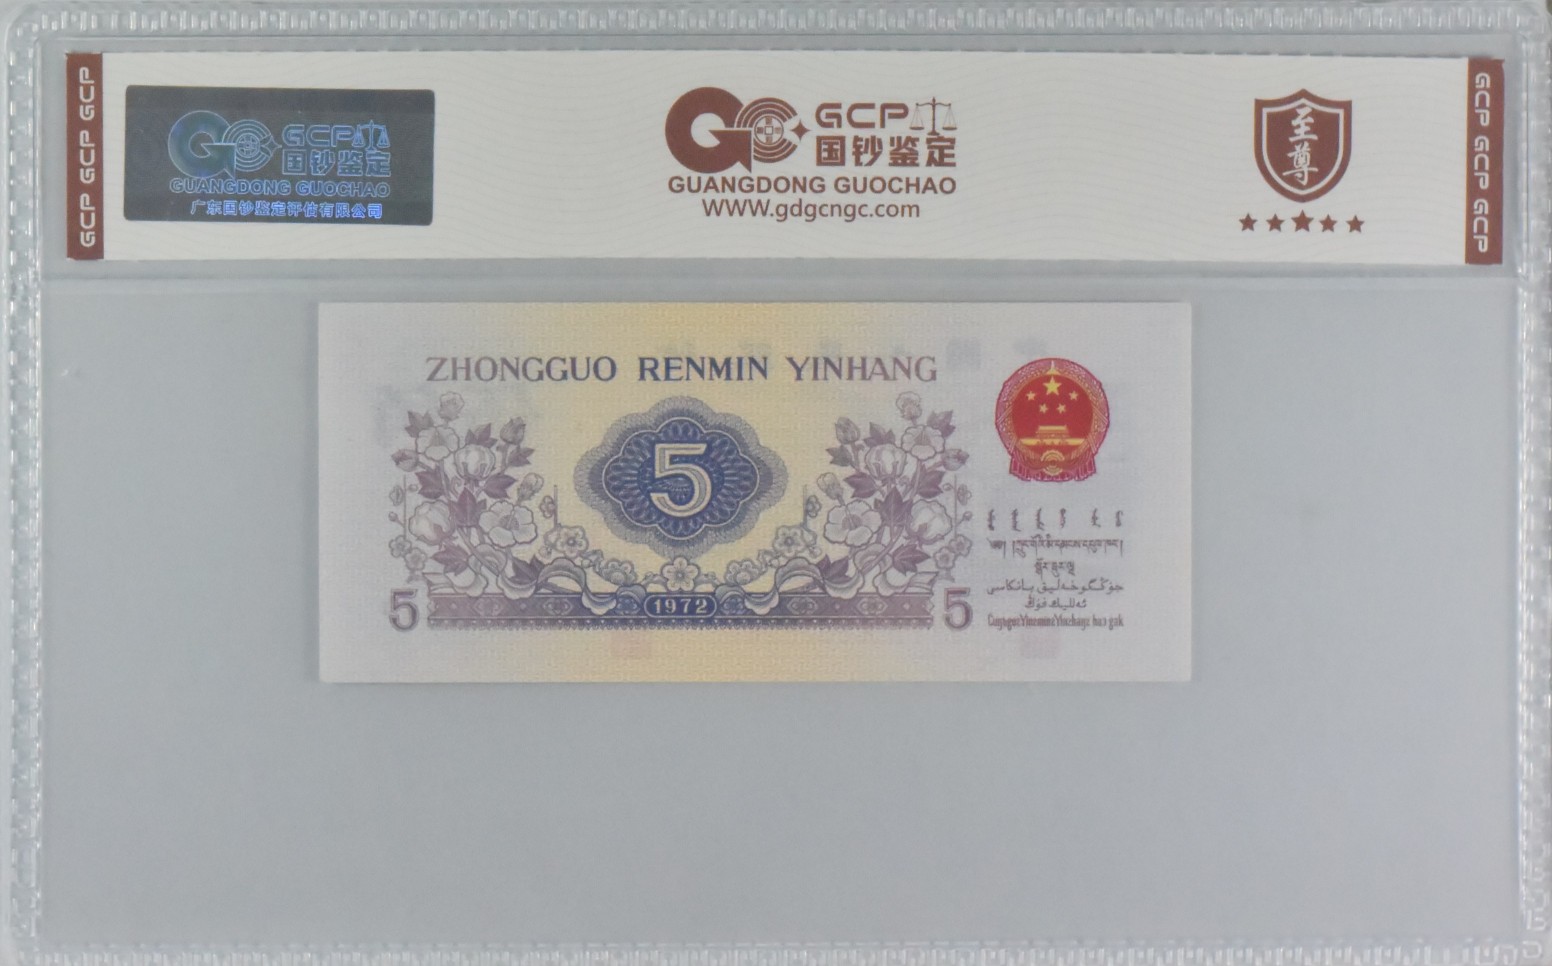 GCP GCP GCP
GCP
国钞鉴定
GUANGDONG GUOCHAO
广东国钞鉴定评估有限公司
GCP
国钞鉴定
GUANGDONG GUOCHAO
WWW.gdgcngc.com
至尊
GCP GCP GCP
ZHONGGUO RENMIN YINHANG
5
5
1972
5
جۇڭگوخەلىق بانكاسى